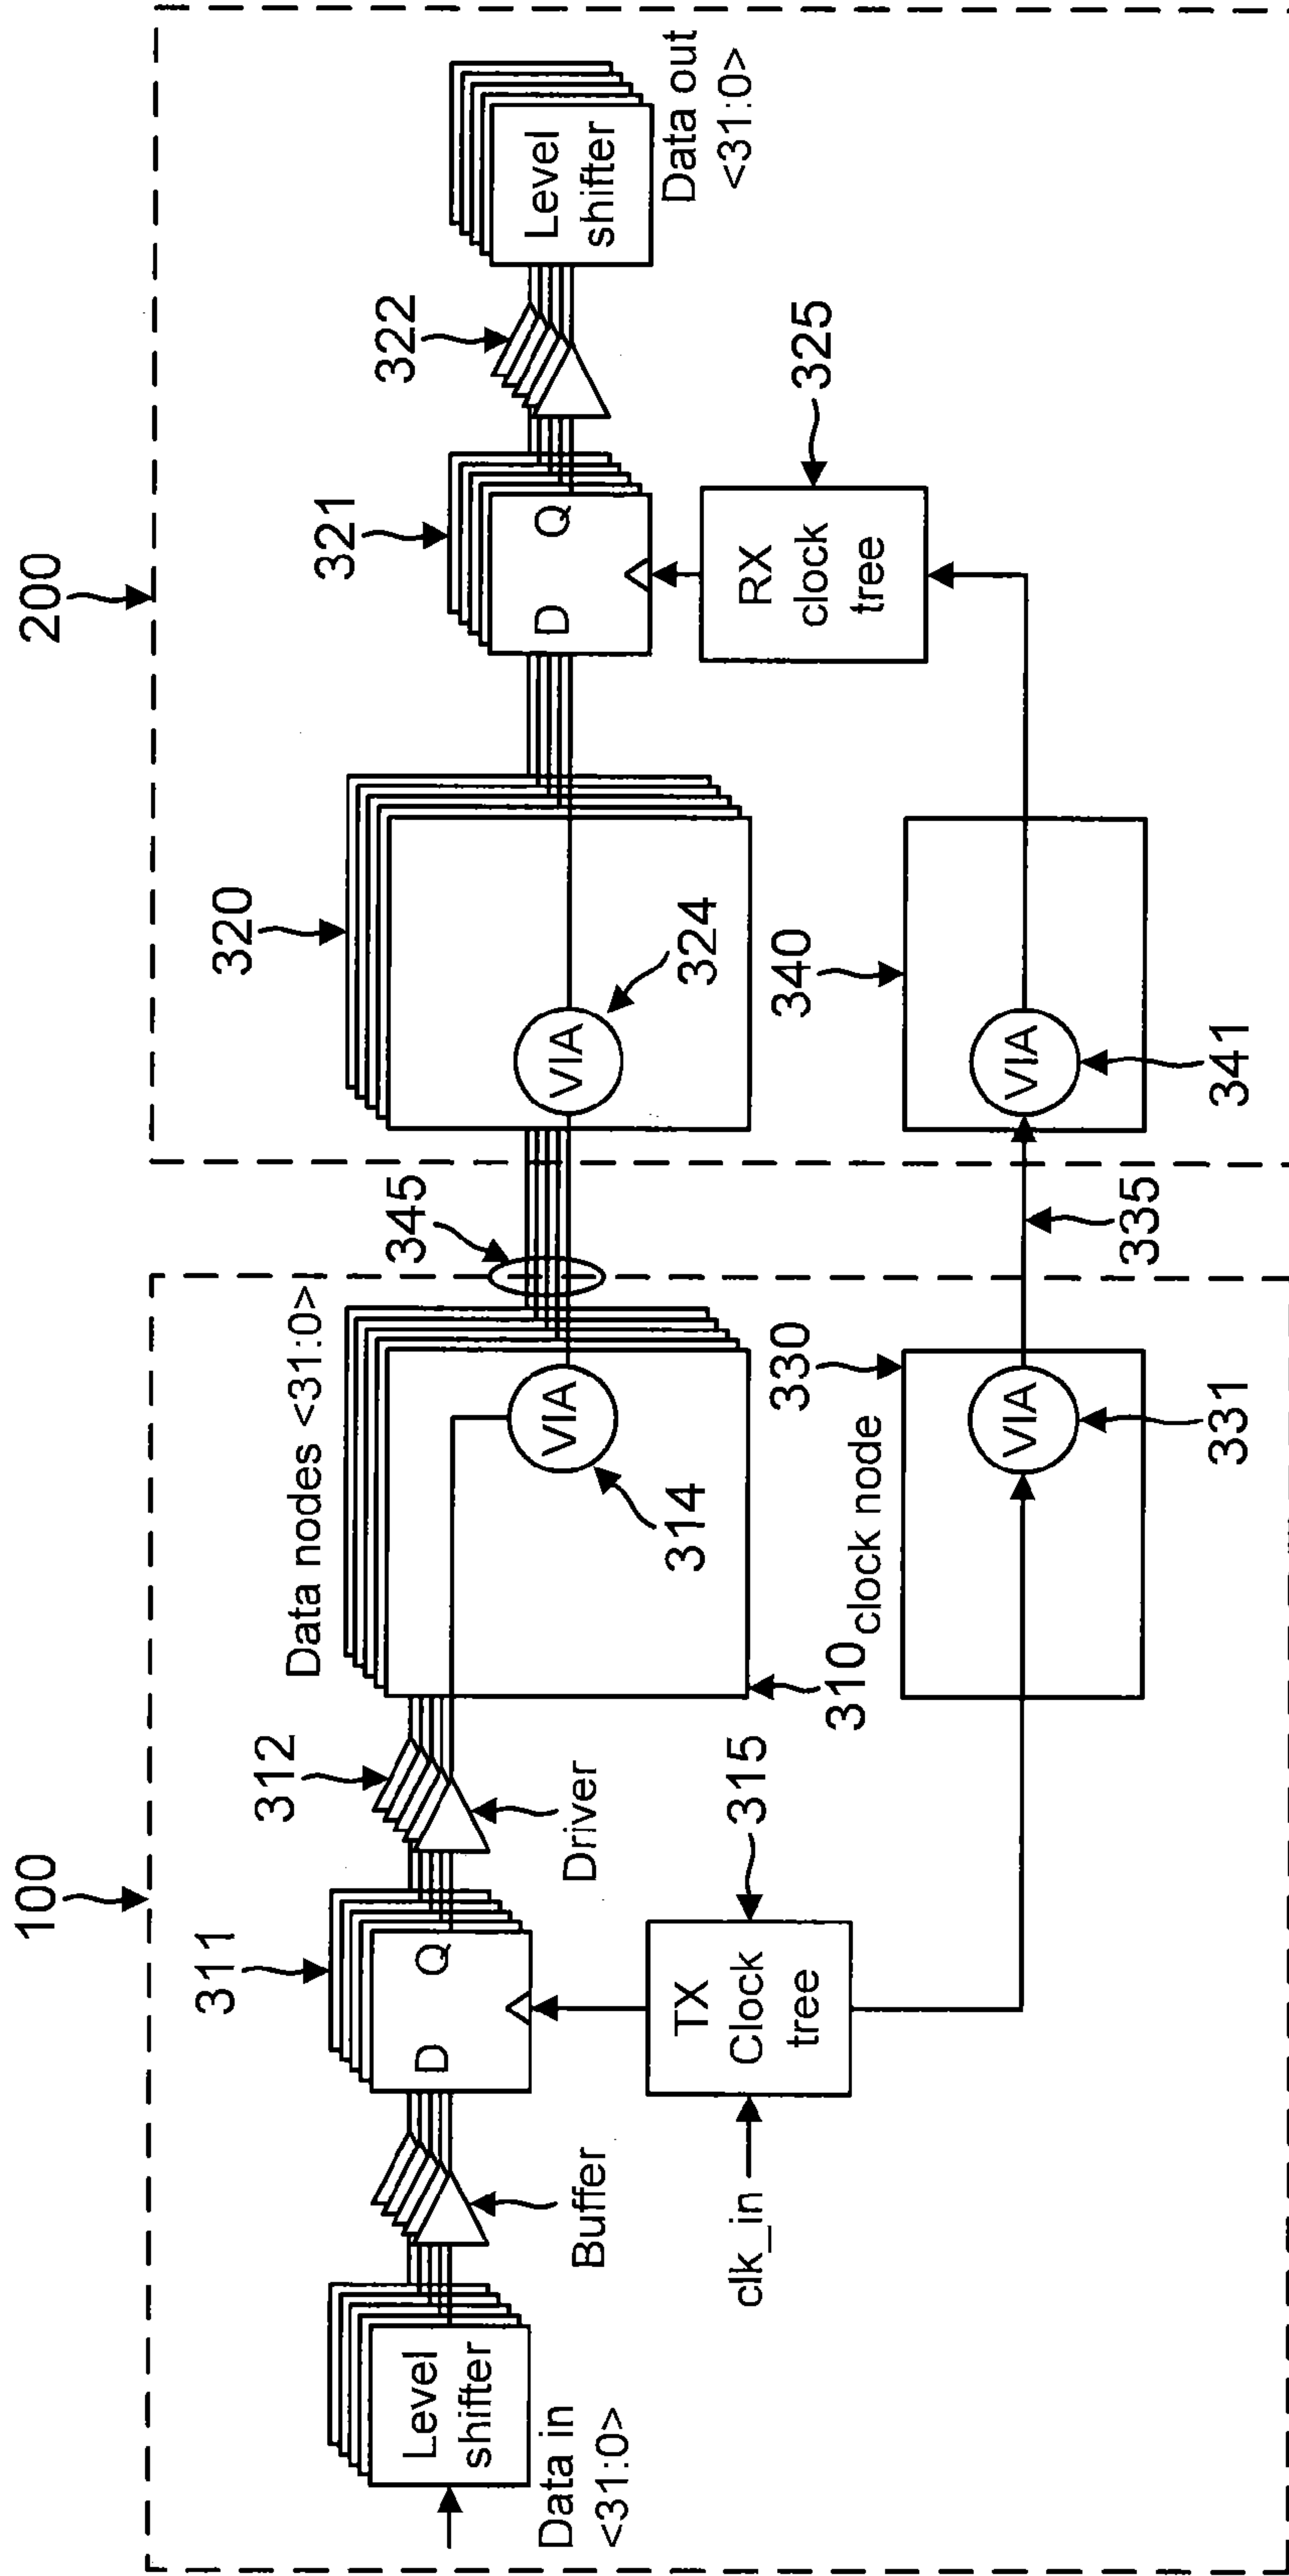 100
200
Level
shifter
Data in
<31:0>
Buffer
311
D Q
312
Driver
Data nodes <31:0>
VIA
314
310
345
320
VIA
324
321
D Q
322
Level
shifter
Data out
<31:0>
clk_in
TX
Clock
tree
315
clock node
330
VIA
331
335
340
VIA
341
RX
clock
tree
325